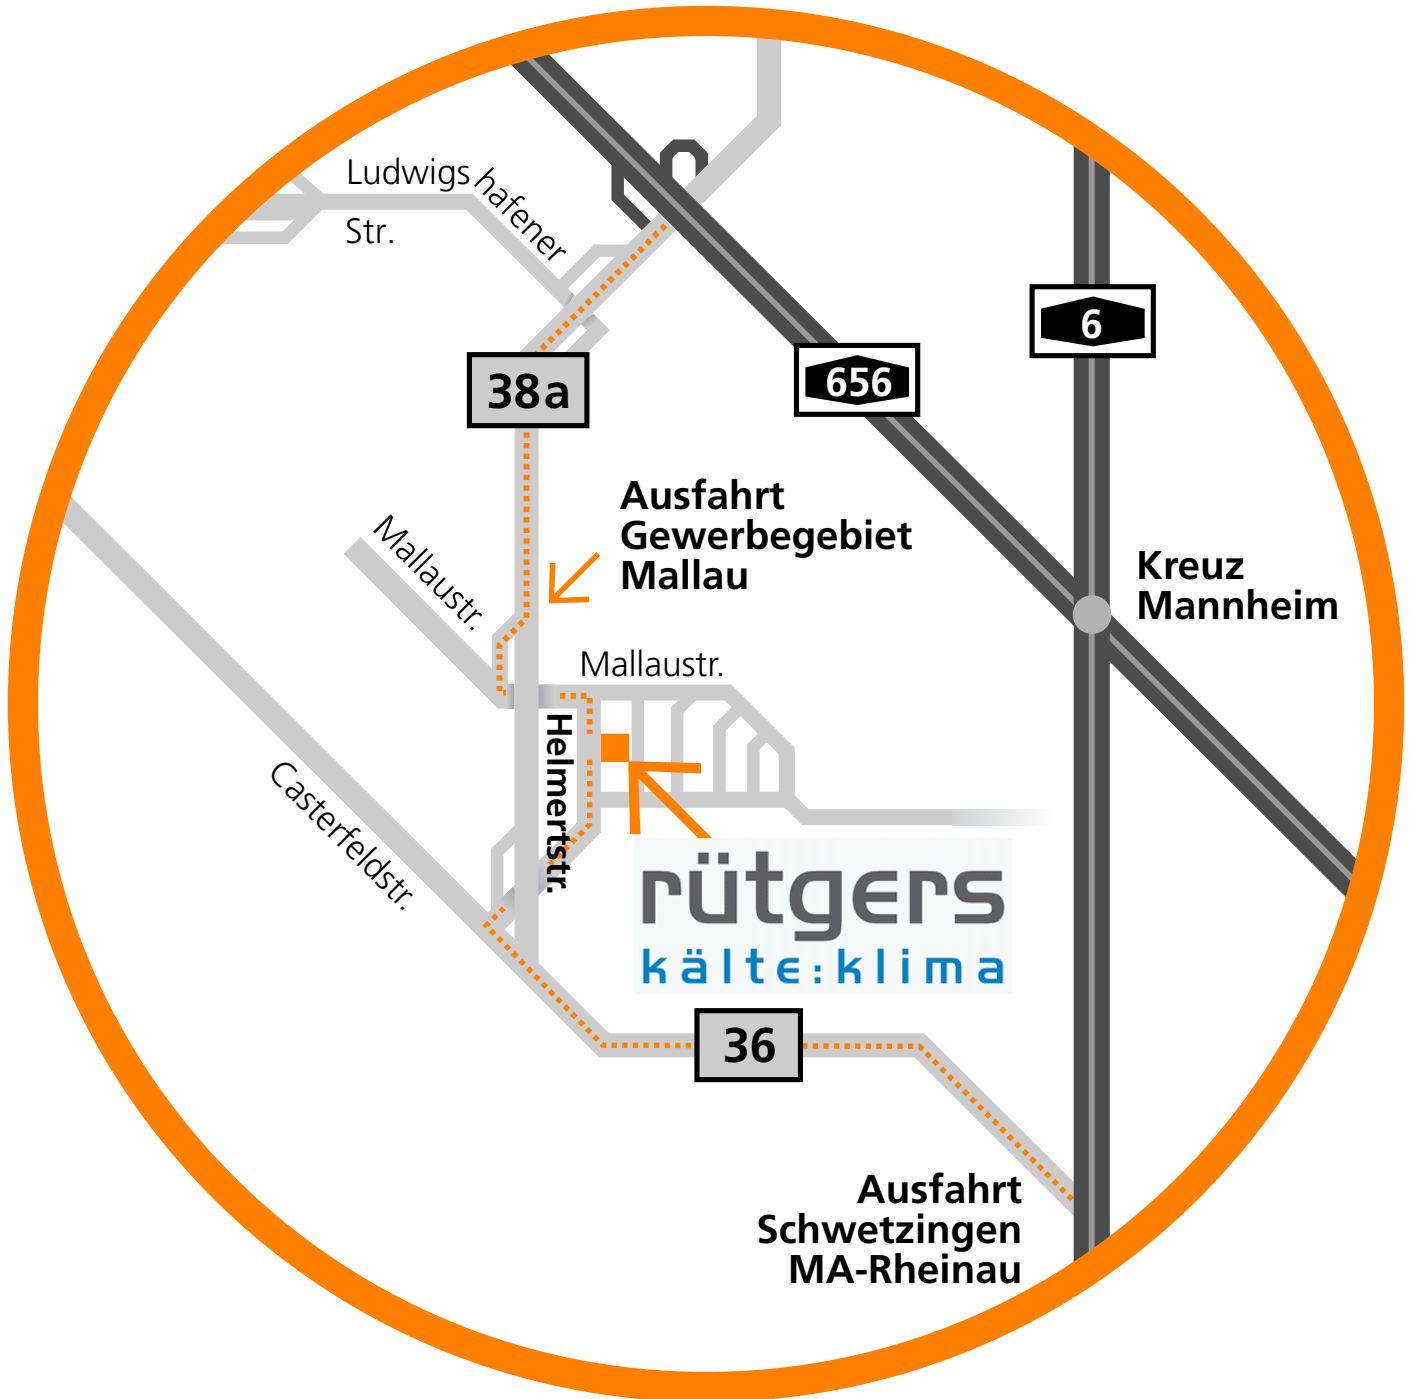 Ludwigs hafener
Str.
6
656
38a
Ausfahrt
Gewerbegebiet
Mallau
Mallaustr.
Kreuz
Mannheim
Mallaustr.
Helmertstr.
Casterfeldstr.
rütgers
kälte:klima
36
Ausfahrt
Schwetzingen
MA-Rheinau